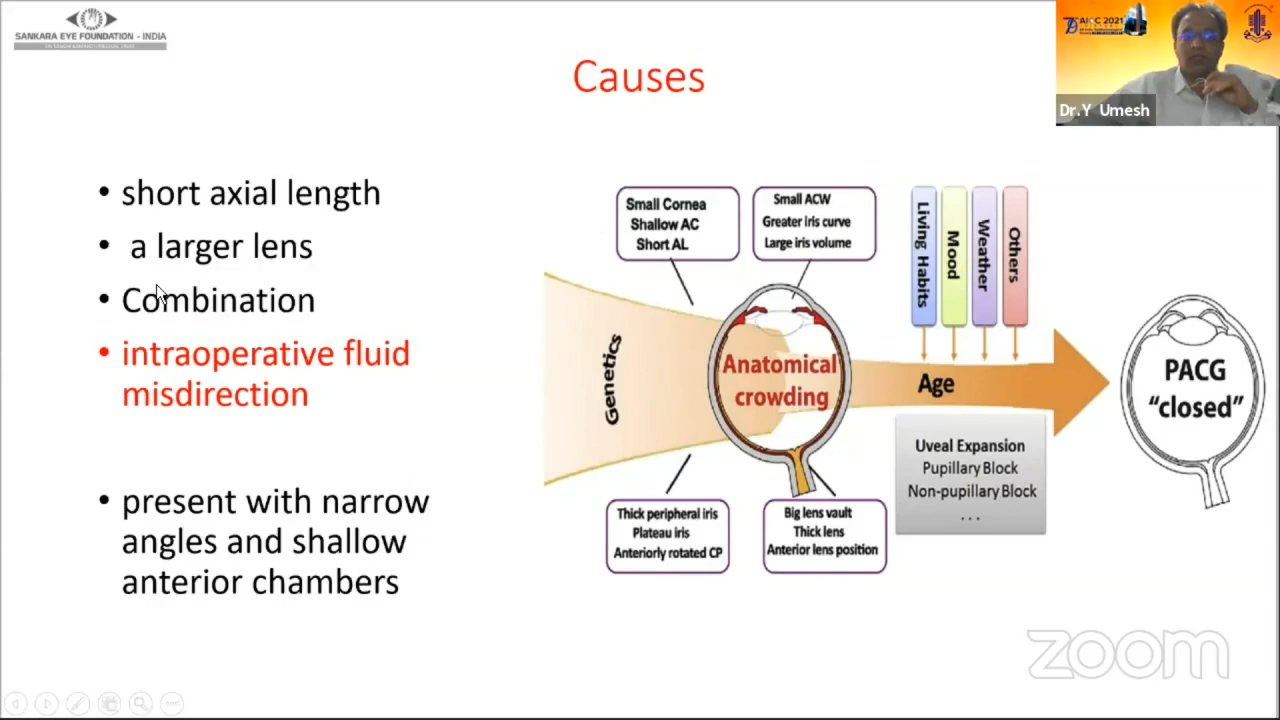 SANKARA EYE FOUNDATION - INDIA
Causes
AIOC 2021
Dr.Y Umesh
• short axial length
• a larger lens
• Combination
• intraoperative fluid
misdirection
• present with narrow
angles and shallow
anterior chambers
Small Cornea
Shallow AC
Short AL
Small ACW
Greater iris curve
Large iris volume
Living Habits
Mood
Weather
Others
Genetics
Anatomical
crowding
Age
PACG
“closed”
Uveal Expansion
Pupillary Block
Non-pupillary Block
...
Thick peripheral iris
Plateau iris
Anteriorly rotated CP
Big lens vault
Thick lens
Anterior lens position
zoom